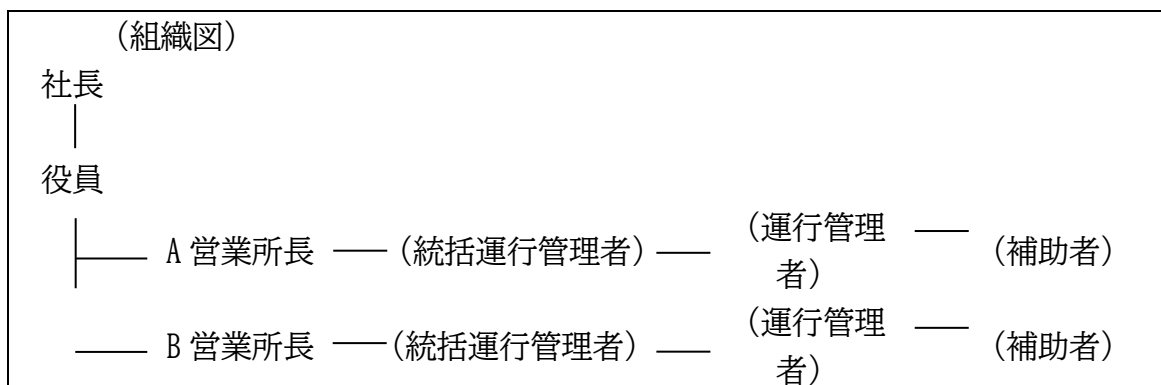 （組織図）
社長
役員
A 営業所長 （統括運行管理者） （運行管理者） （補助者）
B 営業所長 （統括運行管理者） （運行管理者） （補助者）